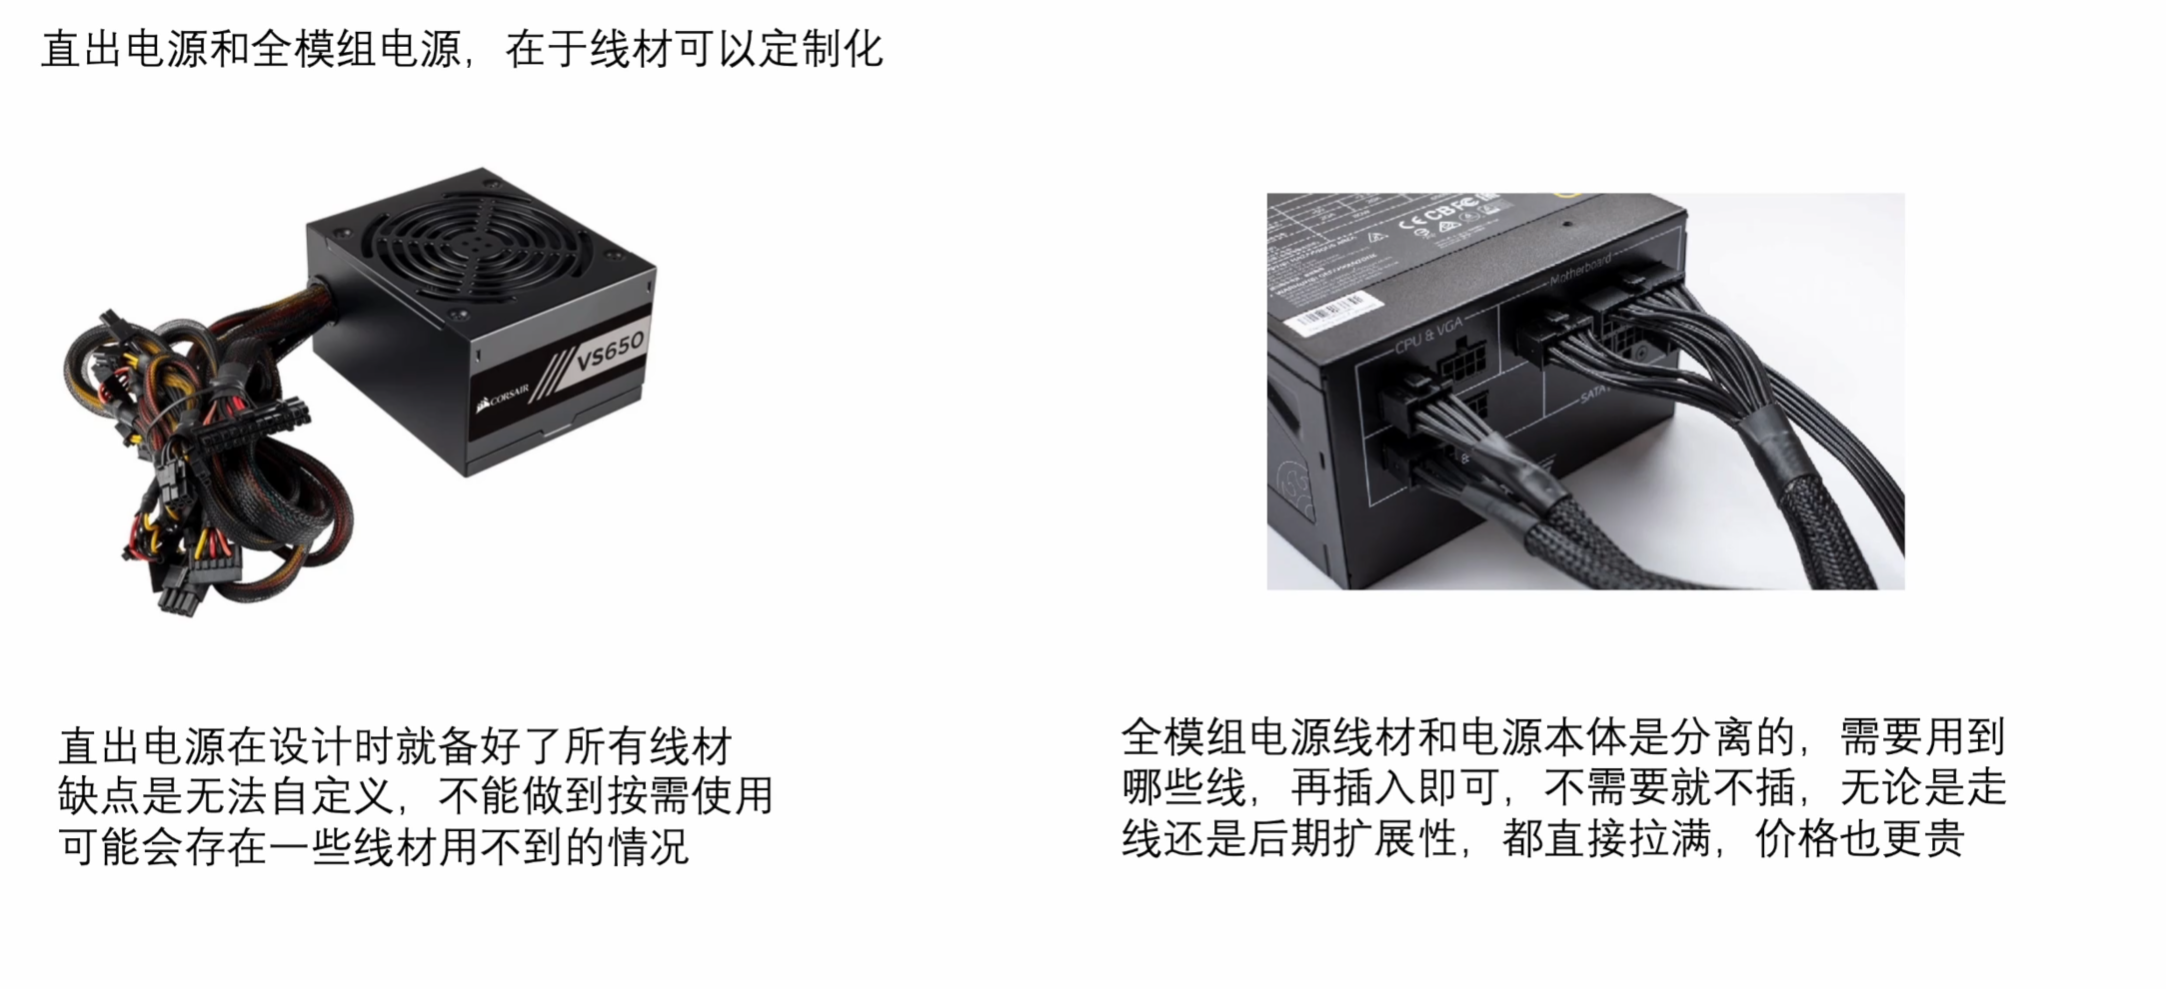 直出电源和全模组电源，在于线材可以定制化
VS650
CORSAIR
CPU & VGA
Motherboard
SATA
直出电源在设计时就备好了所有线材
缺点是无法自定义，不能做到按需使用
可能会存在一些线材用不到的情况
全模组电源线材和电源本体是分离的，需要用到
哪些线，再插入即可，不需要就不插，无论是走
线还是后期扩展性，都直接拉满，价格也更贵